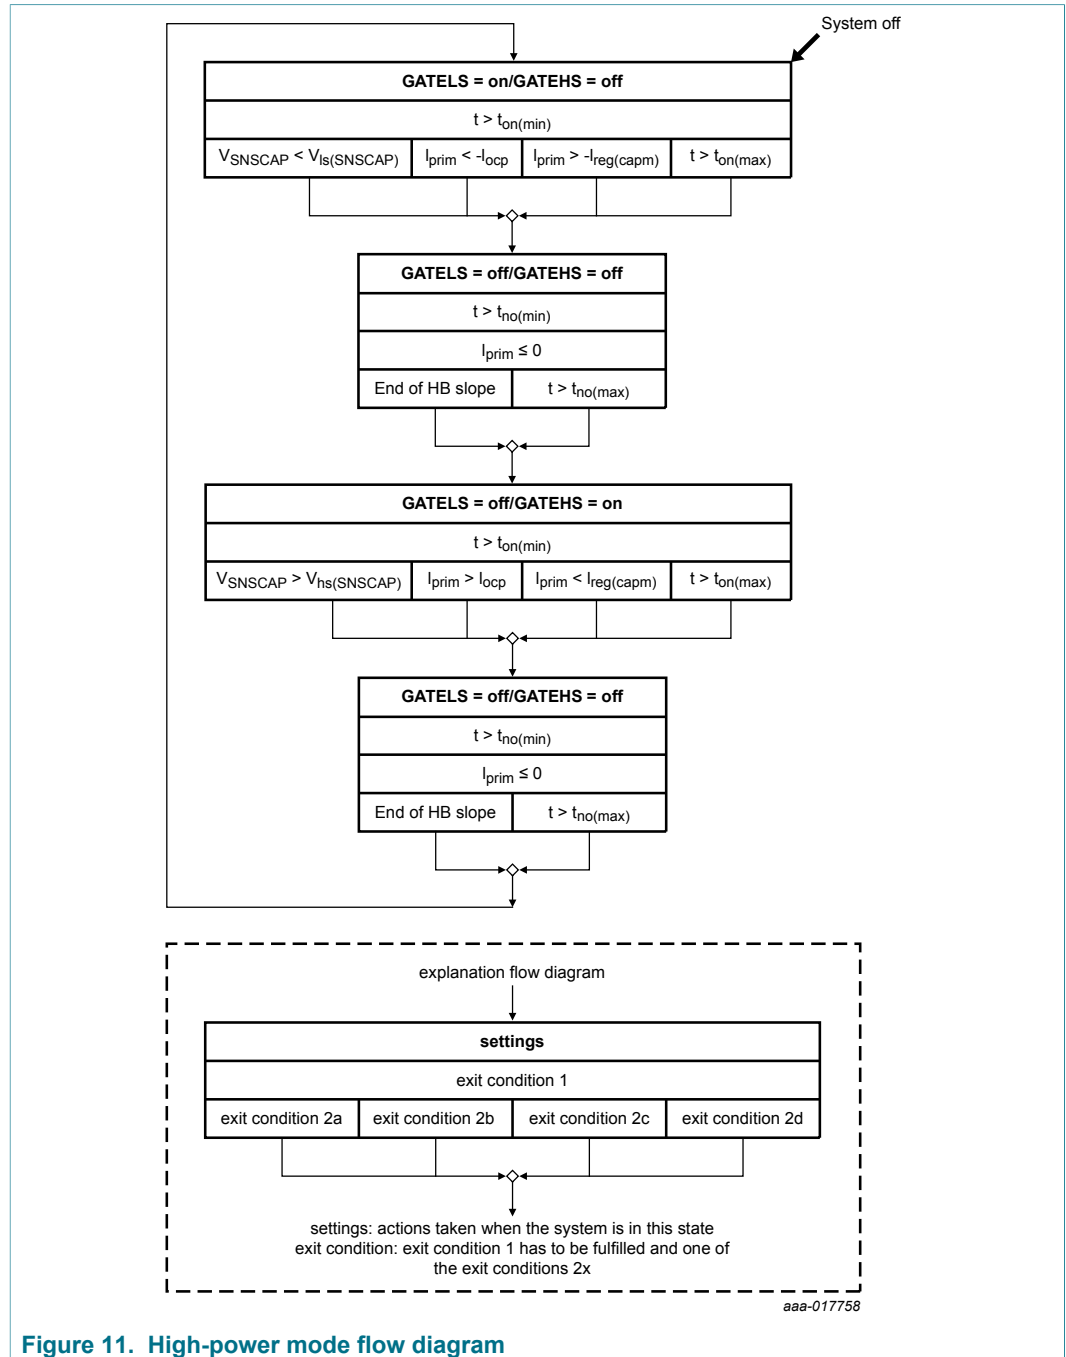 System off
GATELS = on/GATEHS = off
t > ton(min)
VSNSCAP < Vls(SNSCAP)
Iprim < -Iocp
Iprim > -Ireg(capm)
t > ton(max)
GATELS = off/GATEHS = off
t > tno(min)
Iprim ≤ 0
End of HB slope
t > tno(max)
GATELS = off/GATEHS = on
t > ton(min)
VSNSCAP > Vhs(SNSCAP)
Iprim > Iocp
Iprim < Ireg(capm)
t > ton(max)
GATELS = off/GATEHS = off
t > tno(min)
Iprim ≤ 0
End of HB slope
t > tno(max)
explanation flow diagram
settings
exit condition 1
exit condition 2a
exit condition 2b
exit condition 2c
exit condition 2d
settings: actions taken when the system is in this state
exit condition: exit condition 1 has to be fulfilled and one of
the exit conditions 2x
aaa-017758
Figure 11. High-power mode flow diagram